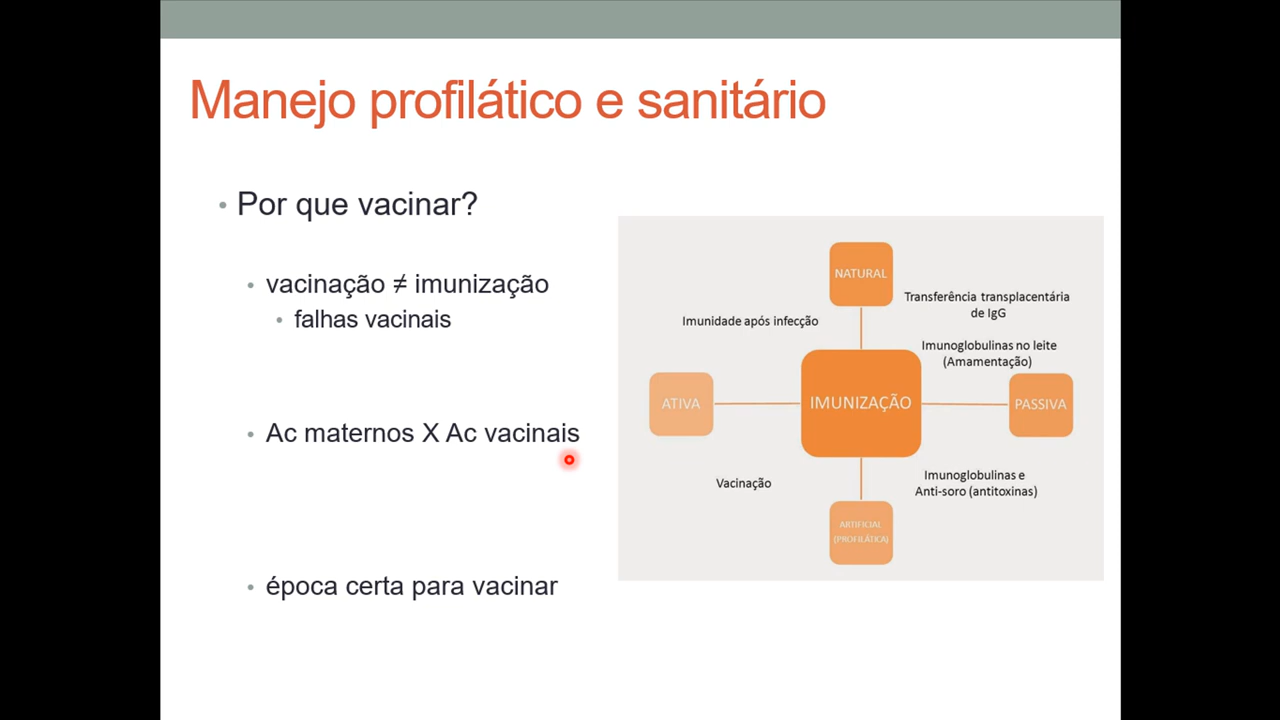 Manejo profilático e sanitário
• Por que vacinar?
• vacinação ≠ imunização
• falhas vacinais
• Ac maternos X Ac vacinais
• época certa para vacinar
NATURAL
Transferência transplacentária
de IgG
Imunidade após infecção
Imunoglobulinas no leite
(Amamentação)
ATIVA
IMUNIZAÇÃO
PASSIVA
Vacinação
Imunoglobulinas e
Anti-soro (antitoxinas)
ARTIFICIAL
(PROFILÁTICA)